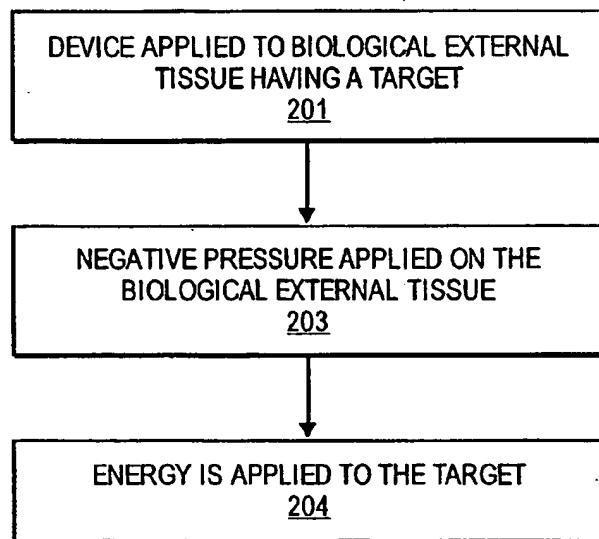 DEVICE APPLIED TO BIOLOGICAL EXTERNAL
TISSUE HAVING A TARGET
201
NEGATIVE PRESSURE APPLIED ON THE
BIOLOGICAL EXTERNAL TISSUE
203
ENERGY IS APPLIED TO THE TARGET
204